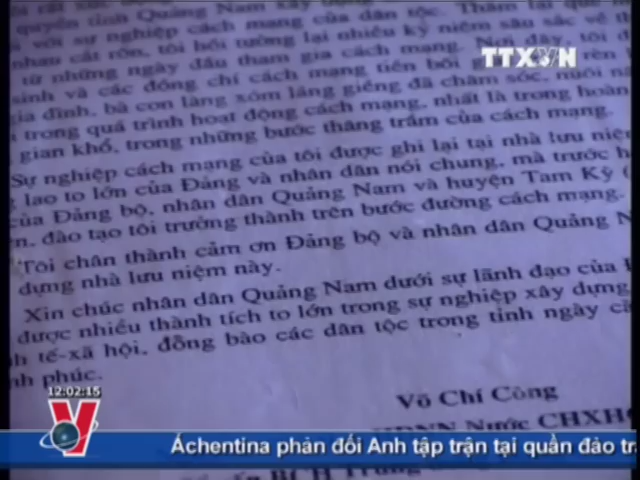 quyền tỉnh Quảng Nam xây
với sự nghiệp cách mạng của dân tộc. Thăm lại
nhau cắt rốn, tôi hồi tưởng lại nhiều kỷ niệm sâu sắc về
từ những ngày đầu tham gia cách mạng. Nơi đây, tôi
sinh và các đồng chí cách mạng tiền bối rèn
gia đình, bà con làng xóm láng giềng đã chăm sóc, nuôi
trong quá trình hoạt động cách mạng, nhất là trong hoàn
gian khổ, trong những bước thăng trầm của cách mạng.
Sự nghiệp cách mạng của tôi được ghi lại tại nhà lưu niệm
lao to lớn của Đảng và nhân dân nói chung, mà trước
của Đảng bộ, nhân dân Quảng Nam và huyện Tam Kỳ (
đào tạo tôi trưởng thành trên bước đường cách mạng.
Tôi chân thành cảm ơn Đảng bộ và nhân dân Quảng
dựng nhà lưu niệm này.
Xin chúc nhân dân Quảng Nam dưới sự lãnh đạo của
được nhiều thành tích to lớn trong sự nghiệp xây dựng
tế-xã hội, đồng bào các dân tộc trong tỉnh ngày
phúc.
Võ Chí Công
HĐNN Nước CHXH
BCH Trung
TTXVN
12:02:15
V
Áchentina phản đối Anh tập trận tại quần đảo